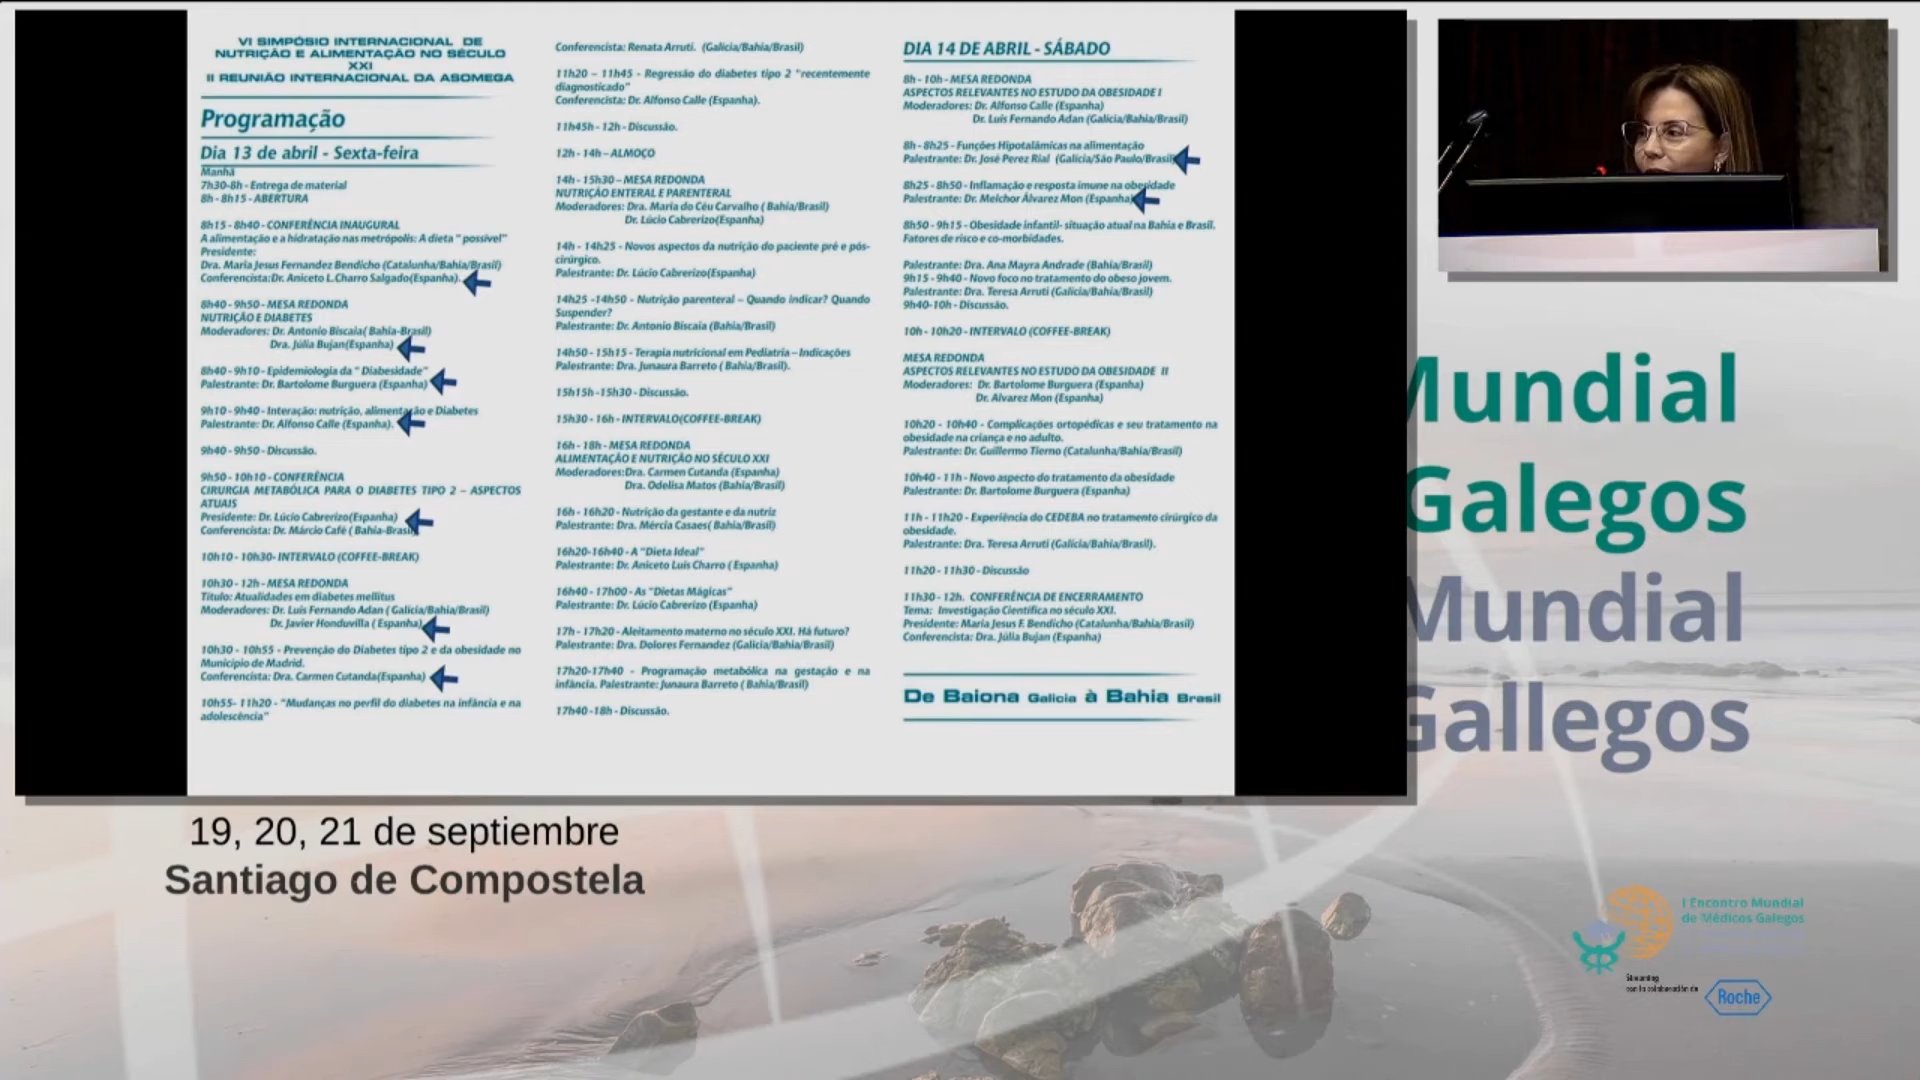 VI SIMPÓSIO INTERNACIONAL DE
NUTRIÇÃO E ALIMENTAÇÃO NO SÉCULO
XXI
II REUNIÃO INTERNACIONAL DA ASOMEGA
Programação
Dia 13 de abril - Sexta-feira
Manhã
7h30-8h - Entrega de material
8h - 8h15 - ABERTURA
8h15 - 8h40 - CONFERÊNCIA INAUGURAL
A alimentação e a hidratação nas metrópolis: A dieta " possível"
Presidente:
Dra. Maria Jesus Fernandez Bendicho (Catalunha/Bahia/Brasil)
Conferencista:Dr. Aniceto L.Charro Salgado(Espanha).
8h40 - 9h50 - MESA REDONDA
NUTRIÇÃO E DIABETES
Moderadores: Dr. Antonio Biscaia( Bahia-Brasil)
Dra. Júlia Bujan(Espanha)
8h40 - 9h10 - Epidemiologia da " Diabesidade"
Palestrante: Dr. Bartolome Burguera (Espanha)
9h10 - 9h40 - Interação: nutrição, alimentação e Diabetes
Palestrante: Dr. Alfonso Calle (Espanha).
9h40 - 9h50 - Discussão.
9h50 - 10h10 - CONFERÊNCIA
CIRURGIA METABÓLICA PARA O DIABETES TIPO 2 – ASPECTOS
ATUAIS
Presidente: Dr. Lúcio Cabrerizo(Espanha)
Conferencista: Dr. Márcio Café ( Bahia-Brasil)
10h10 - 10h30- INTERVALO (COFFEE-BREAK)
10h30 - 12h - MESA REDONDA
Título: Atualidades em diabetes mellitus
Moderadores: Dr. Luis Fernando Adan ( Galícia/Bahia/Brasil)
Dr. Javier Honduvilla ( Espanha)
10h30 - 10h55 - Prevenção do Diabetes tipo 2 e da obesidade no
Município de Madrid.
Conferencista: Dra. Carmen Cutanda(Espanha)
10h55- 11h20 - "Mudanças no perfil do diabetes na infância e na
adolescência"
Conferencista: Renata Arruti. (Galícia/Bahia/Brasil)
11h20 – 11h45 - Regressão do diabetes tipo 2 "recentemente
diagnosticado"
Conferencista: Dr. Alfonso Calle (Espanha).
11h45h - 12h - Discussão.
12h - 14h – ALMOÇO
14h - 15h30 – MESA REDONDA
NUTRIÇÃO ENTERAL E PARENTERAL
Moderadores: Dra. Maria do Céu Carvalho ( Bahia/Brasil)
Dr. Lúcio Cabrerizo(Espanha)
14h - 14h25 - Novos aspectos da nutrição do paciente pré e pós-
cirúrgico.
Palestrante: Dr. Lúcio Cabrerizo(Espanha)
14h25 -14h50 - Nutrição parenteral – Quando indicar? Quando
Suspender?
Palestrante: Dr. Antonio Biscaia (Bahia/Brasil)
14h50 - 15h15 - Terapia nutricional em Pediatria – Indicações
Palestrante: Dra. Junaura Barreto ( Bahia/Brasil).
15h15h -15h30 - Discussão.
15h30 - 16h - INTERVALO(COFFEE-BREAK)
16h - 18h - MESA REDONDA
ALIMENTAÇÃO E NUTRIÇÃO NO SÉCULO XXI
Moderadores:Dra. Carmen Cutanda (Espanha)
Dra. Odelisa Matos (Bahia/Brasil)
16h - 16h20 - Nutrição da gestante e da nutriz
Palestrante: Dra. Mércia Casaes( Bahia/Brasil)
16h20-16h40 - A "Dieta Ideal"
Palestrante: Dr. Aniceto Luis Charro ( Espanha)
16h40 - 17h00 - As "Dietas Mágicas"
Palestrante: Dr. Lúcio Cabrerizo (Espanha)
17h - 17h20 - Aleitamento materno no século XXI. Há futuro?
Palestrante: Dra. Dolores Fernandez (Galícia/Bahia/Brasil)
17h20-17h40 - Programação metabólica na gestação e na
infância. Palestrante: Junaura Barreto ( Bahia/Brasil)
17h40 -18h - Discussão.
DIA 14 DE ABRIL - SÁBADO
8h - 10h - MESA REDONDA
ASPECTOS RELEVANTES NO ESTUDO DA OBESIDADE I
Moderadores: Dr. Alfonso Calle (Espanha)
Dr. Luis Fernando Adan (Galícia/Bahia/Brasil)
8h - 8h25 - Funções Hipotalâmicas na alimentação
Palestrante: Dr. José Perez Rial (Galícia/São Paulo/Brasil)
8h25 - 8h50 - Inflamação e resposta imune na obesidade
Palestrante: Dr. Melchor Álvarez Mon (Espanha)
8h50 - 9h15 - Obesidade infantil- situação atual na Bahia e Brasil.
Fatores de risco e co-morbidades.
Palestrante: Dra. Ana Mayra Andrade (Bahia/Brasil)
9h15 - 9h40 - Novo foco no tratamento do obeso jovem.
Palestrante: Dra. Teresa Arruti (Galícia/Bahia/Brasil)
9h40-10h - Discussão.
10h - 10h20 - INTERVALO (COFFEE-BREAK)
MESA REDONDA
ASPECTOS RELEVANTES NO ESTUDO DA OBESIDADE II
Moderadores: Dr. Bartolome Burguera (Espanha)
Dr. Alvarez Mon (Espanha)
10h20 - 10h40 - Complicações ortopédicas e seu tratamento na
obesidade na criança e no adulto.
Palestrante: Dr. Guillermo Tierno (Catalunha/Bahia/Brasil)
10h40 - 11h - Novo aspecto do tratamento da obesidade
Palestrante: Dr. Bartolome Burguera (Espanha)
11h - 11h20 - Experiência do CEDEBA no tratamento cirúrgico da
obesidade.
Palestrante: Dra. Teresa Arruti (Galícia/Bahia/Brasil).
11h20 - 11h30 - Discussão
11h30 - 12h. CONFERÊNCIA DE ENCERRAMENTO
Tema: Investigação Científica no século XXI.
Presidente: Maria Jesus F. Bendicho (Catalunha/Bahia/Brasil)
Conferencista: Dra. Júlia Bujan (Espanha)
De Baiona Galicia à Bahia Brasil
Mundial
Galegos
Mundial
Gallegos
19, 20, 21 de septiembre
Santiago de Compostela
I Encontro Mundial
de Médicos Galegos
Streaming
con la colaboración de
Roche